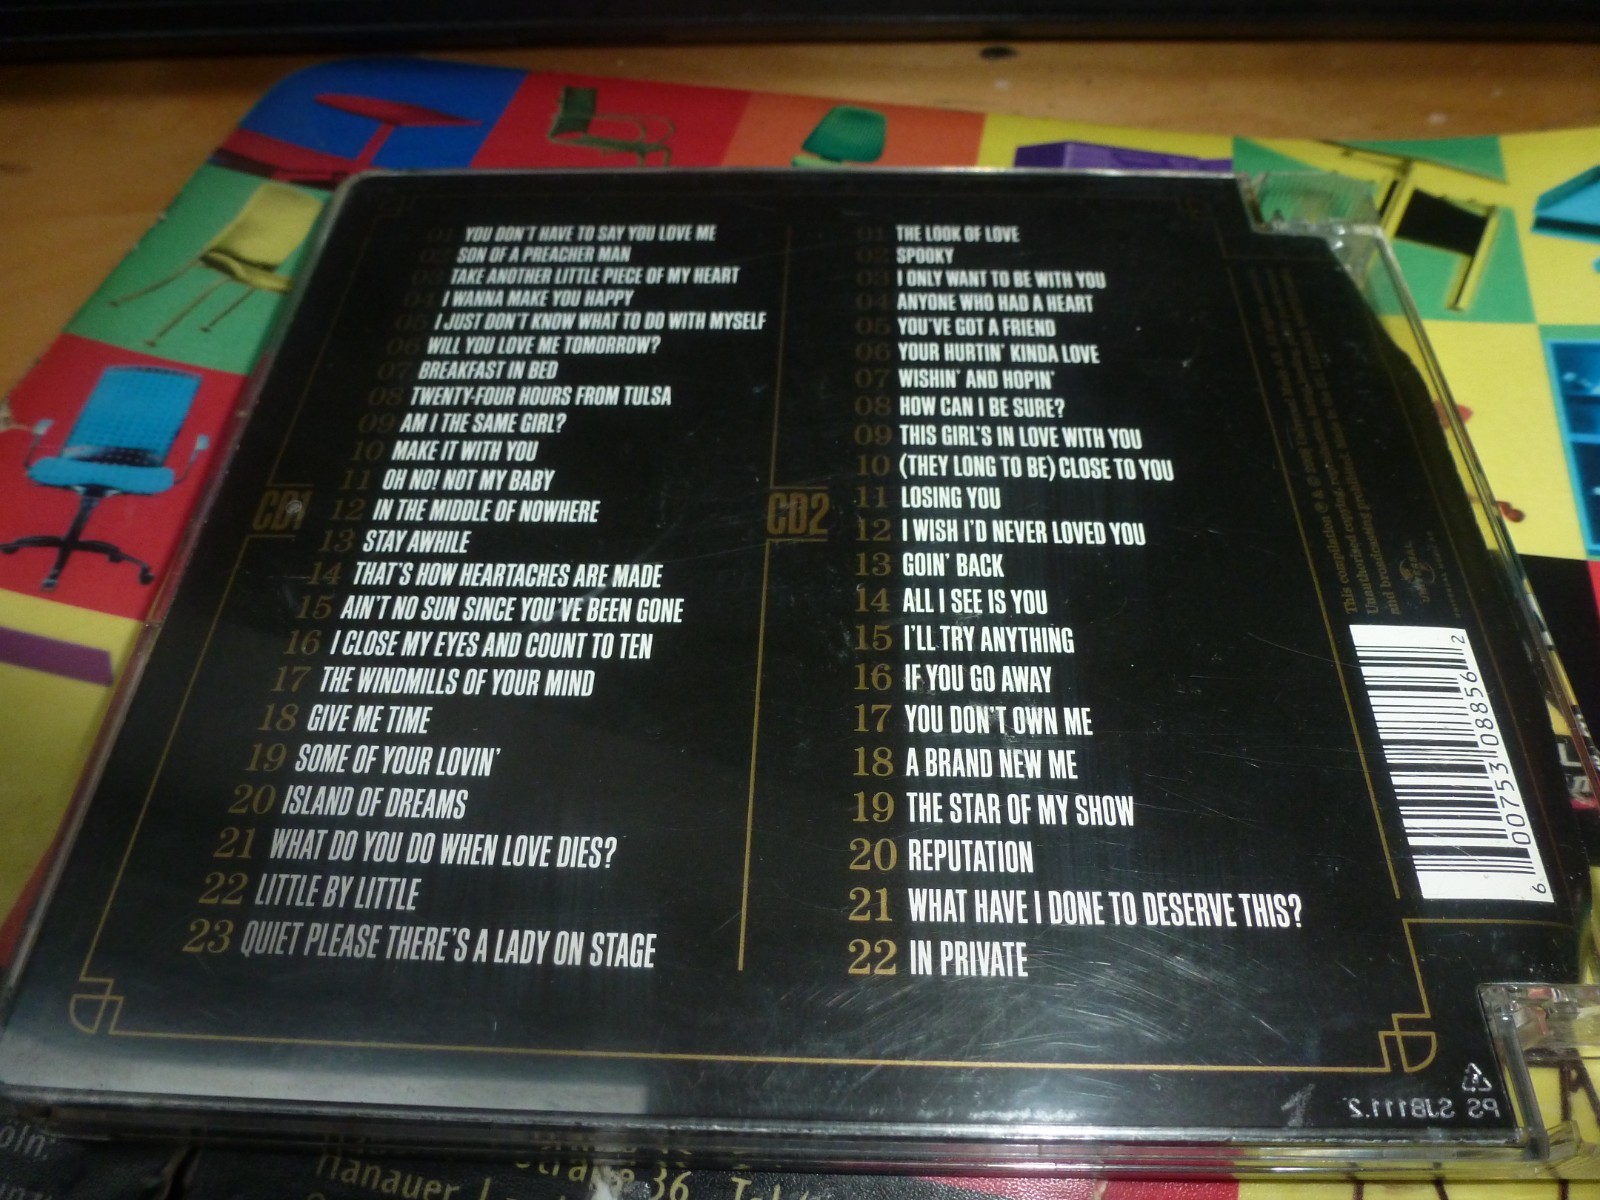 01 YOU DON'T HAVE TO SAY YOU LOVE ME
02 SON OF A PREACHER MAN
03 TAKE ANOTHER LITTLE PIECE OF MY HEART
04 I WANNA MAKE YOU HAPPY
05 I JUST DON'T KNOW WHAT TO DO WITH MYSELF
06 WILL YOU LOVE ME TOMORROW?
07 BREAKFAST IN BED
08 TWENTY-FOUR HOURS FROM TULSA
09 AM I THE SAME GIRL?
10 MAKE IT WITH YOU
11 OH NO! NOT MY BABY
CD1
12 IN THE MIDDLE OF NOWHERE
13 STAY AWHILE
14 THAT'S HOW HEARTACHES ARE MADE
15 AIN'T NO SUN SINCE YOU'VE BEEN GONE
16 I CLOSE MY EYES AND COUNT TO TEN
17 THE WINDMILLS OF YOUR MIND
18 GIVE ME TIME
19 SOME OF YOUR LOVIN'
20 ISLAND OF DREAMS
21 WHAT DO YOU DO WHEN LOVE DIES?
22 LITTLE BY LITTLE
23 QUIET PLEASE THERE'S A LADY ON STAGE
01 THE LOOK OF LOVE
02 SPOOKY
03 I ONLY WANT TO BE WITH YOU
04 ANYONE WHO HAD A HEART
05 YOU'VE GOT A FRIEND
06 YOUR HURTIN' KINDA LOVE
07 WISHIN' AND HOPIN'
08 HOW CAN I BE SURE?
09 THIS GIRL'S IN LOVE WITH YOU
10 (THEY LONG TO BE) CLOSE TO YOU
11 LOSING YOU
CD2
12 I WISH I'D NEVER LOVED YOU
13 GOIN' BACK
14 ALL I SEE IS YOU
15 I'LL TRY ANYTHING
16 IF YOU GO AWAY
17 YOU DON'T OWN ME
18 A BRAND NEW ME
19 THE STAR OF MY SHOW
20 REPUTATION
21 WHAT HAVE I DONE TO DESERVE THIS?
22 IN PRIVATE
This compilation ℗ & ©
Unauthorised copying,
and broadcasting prohibited.
6 00753 08856 2
PS SJB111.2
öln:
Hanauer
Straße 36